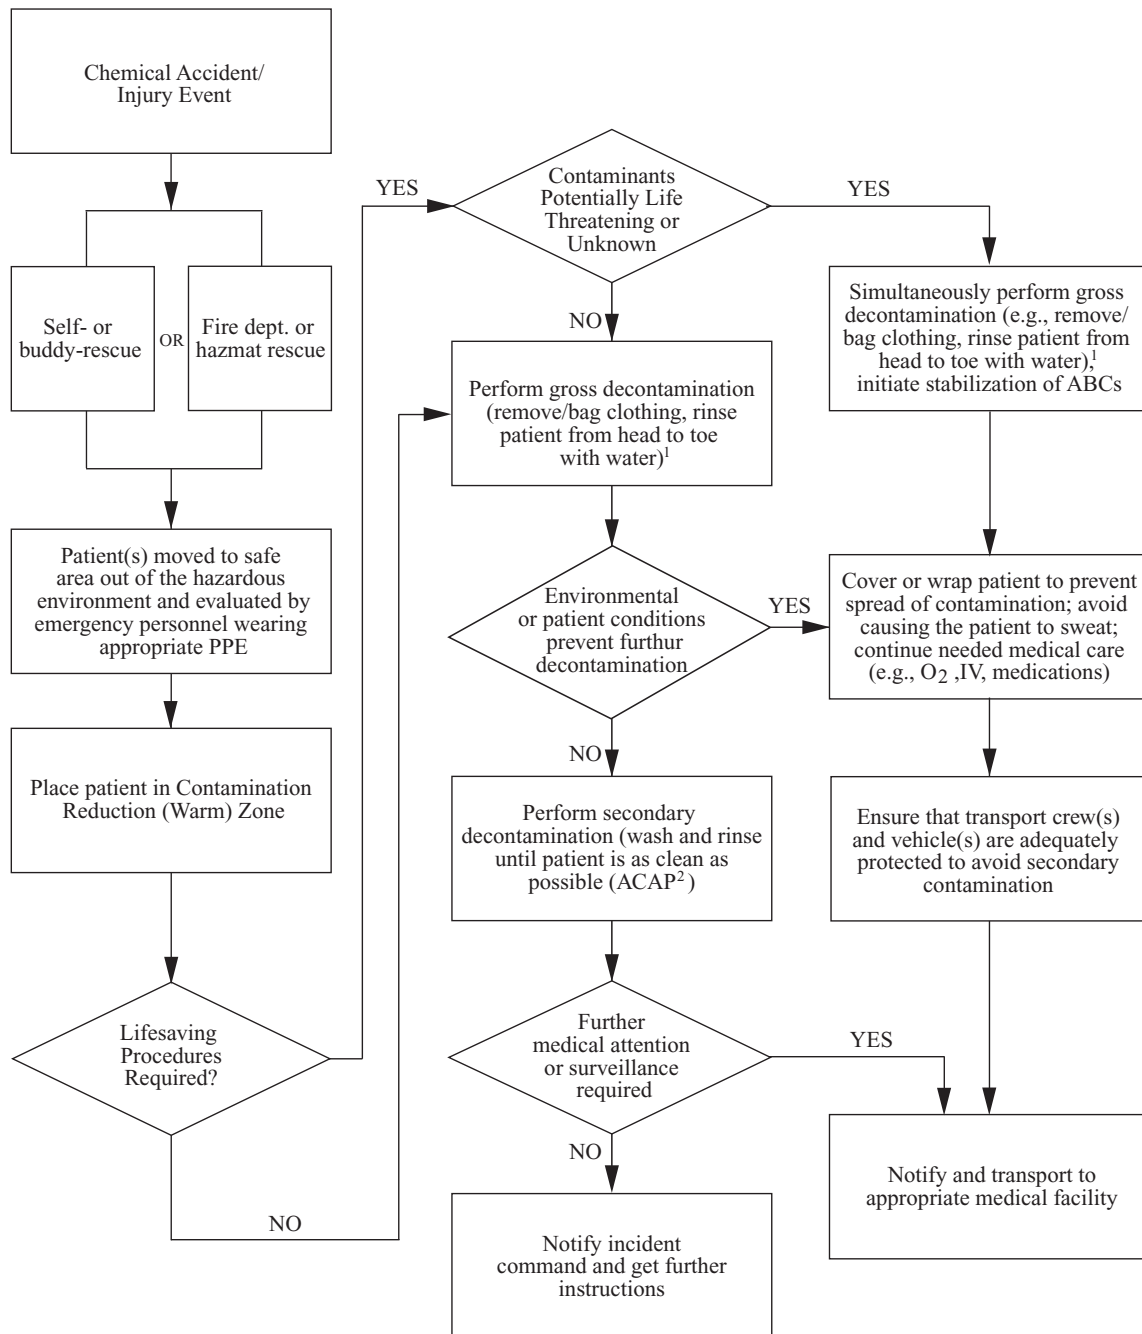 Chemical Accident/
Injury Event
Self- or
buddy-rescue
OR
Fire dept. or
hazmat rescue
Patient(s) moved to safe
area out of the hazardous
environment and evaluated by
emergency personnel wearing
appropriate PPE
Place patient in Contamination
Reduction (Warm) Zone
Lifesaving
Procedures
Required?
YES
NO
Contaminants
Potentially Life
Threatening or
Unknown
YES
NO
Perform gross decontamination
(remove/bag clothing, rinse
patient from head to toe
with water)1
Environmental
or patient conditions
prevent furthur
decontamination
YES
NO
Perform secondary
decontamination (wash and rinse
until patient is as clean as
possible (ACAP2)
Further
medical attention
or surveillance
required
YES
NO
Notify incident
command and get further
instructions
Simultaneously perform gross
decontamination (e.g., remove/
bag clothing, rinse patient from
head to toe with water),1
initiate stabilization of ABCs
Cover or wrap patient to prevent
spread of contamination; avoid
causing the patient to sweat;
continue needed medical care
(e.g., O2 ,IV, medications)
Ensure that transport crew(s)
and vehicle(s) are adequately
protected to avoid secondary
contamination
Notify and transport to
appropriate medical facility